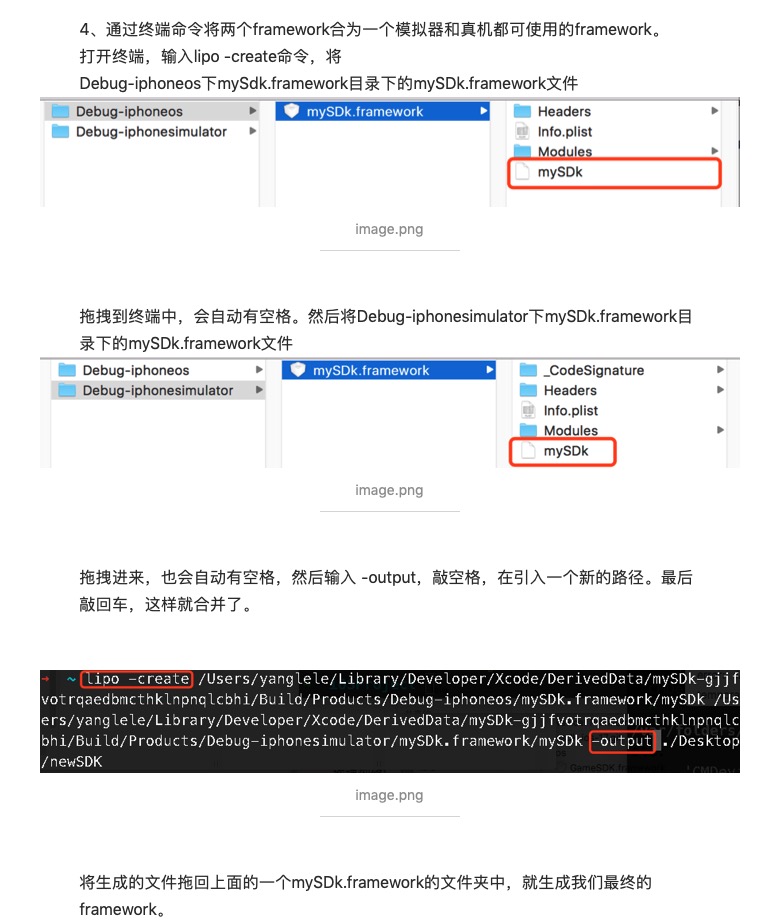 4、通过终端命令将两个framework合为一个模拟器和真机都可使用的framework。
打开终端，输入lipo -create命令，将
Debug-iphoneos下mySdk.framework目录下的mySDk.framework文件
Debug-iphoneos
mySDk.framework
Headers
Debug-iphonesimulator
Info.plist
Modules
mySDk
image.png
拖拽到终端中，会自动有空格。然后将Debug-iphonesimulator下mySDk.framework目
录下的mySDk.framework文件
Debug-iphoneos
mySDk.framework
_CodeSignature
Debug-iphonesimulator
Headers
Info.plist
Modules
mySDk
image.png
拖拽进来，也会自动有空格，然后输入 -output，敲空格，在引入一个新的路径。最后
敲回车，这样就合并了。
→ ~ lipo -create /Users/yanglele/Library/Developer/Xcode/DerivedData/mySDk-gjjf
votrqaedbmcthklnpnqlcbhi/Build/Products/Debug-iphoneos/mySDk.framework/mySDk /Us
ers/yanglele/Library/Developer/Xcode/DerivedData/mySDk-gjjfvotrqaedbmcthklnpnqlc
bhi/Build/Products/Debug-iphonesimulator/mySDk.framework/mySDk -output ./Desktop
/newSDK
image.png
将生成的文件拖回上面的一个mySDk.framework的文件夹中，就生成我们最终的
framework。